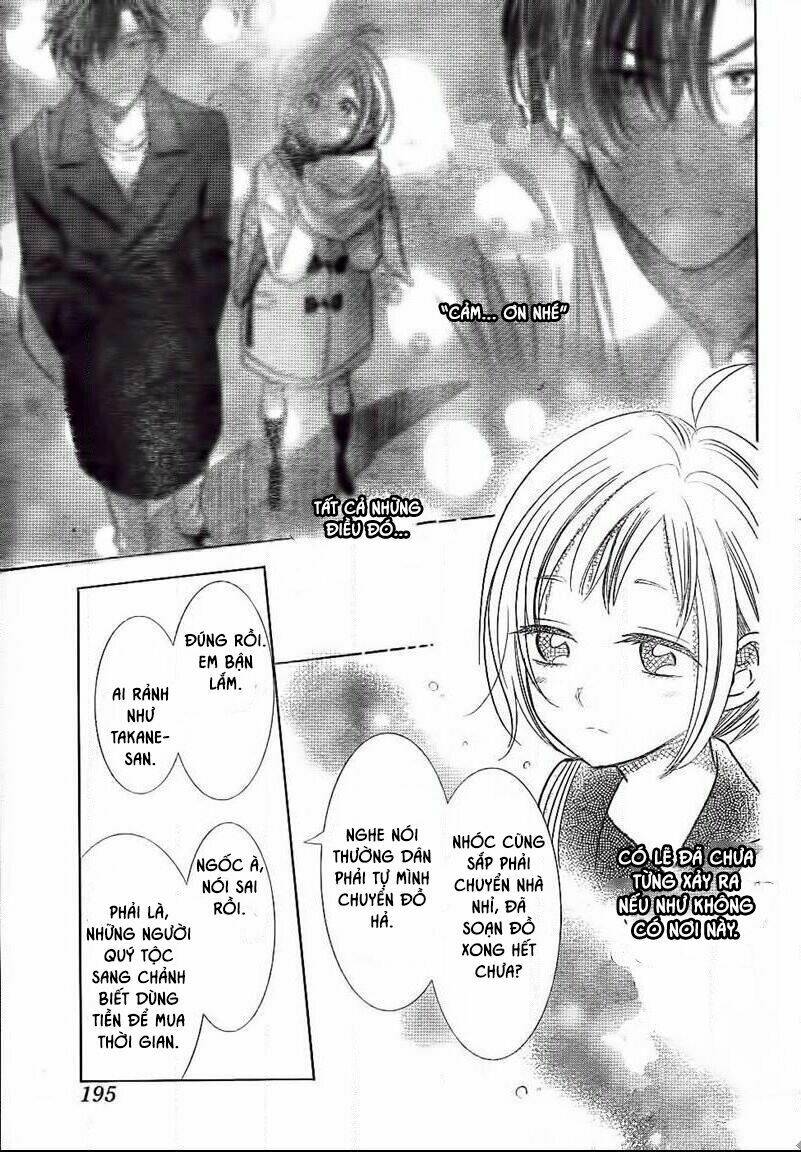 "CẢM... ƠN NHÉ"
TẤT CẢ NHỮNG
ĐIỀU ĐÓ...
CÓ LẼ ĐÃ CHƯA
TỪNG XẢY RA
NẾU NHƯ KHÔNG
CÓ NƠI NÀY.
NHÓC CŨNG
SẮP PHẢI
CHUYỂN NHÀ
NHỈ, ĐÃ
SOẠN ĐỒ
XONG HẾT
CHƯA?
NGHE NÓI
THƯỜNG DÂN
PHẢI TỰ MÌNH
CHUYỂN ĐỒ
HẢ.
ĐÚNG RỒI.
EM BẬN
LẮM.
AI RẢNH
NHƯ
TAKANE-
SAN.
NGỐC À,
NÓI SAI
RỒI.
PHẢI LÀ,
NHỮNG NGƯỜI
QUÝ TỘC
SANG CHẢNH
BIẾT DÙNG
TIỀN ĐỂ MUA
THỜI GIAN.
195